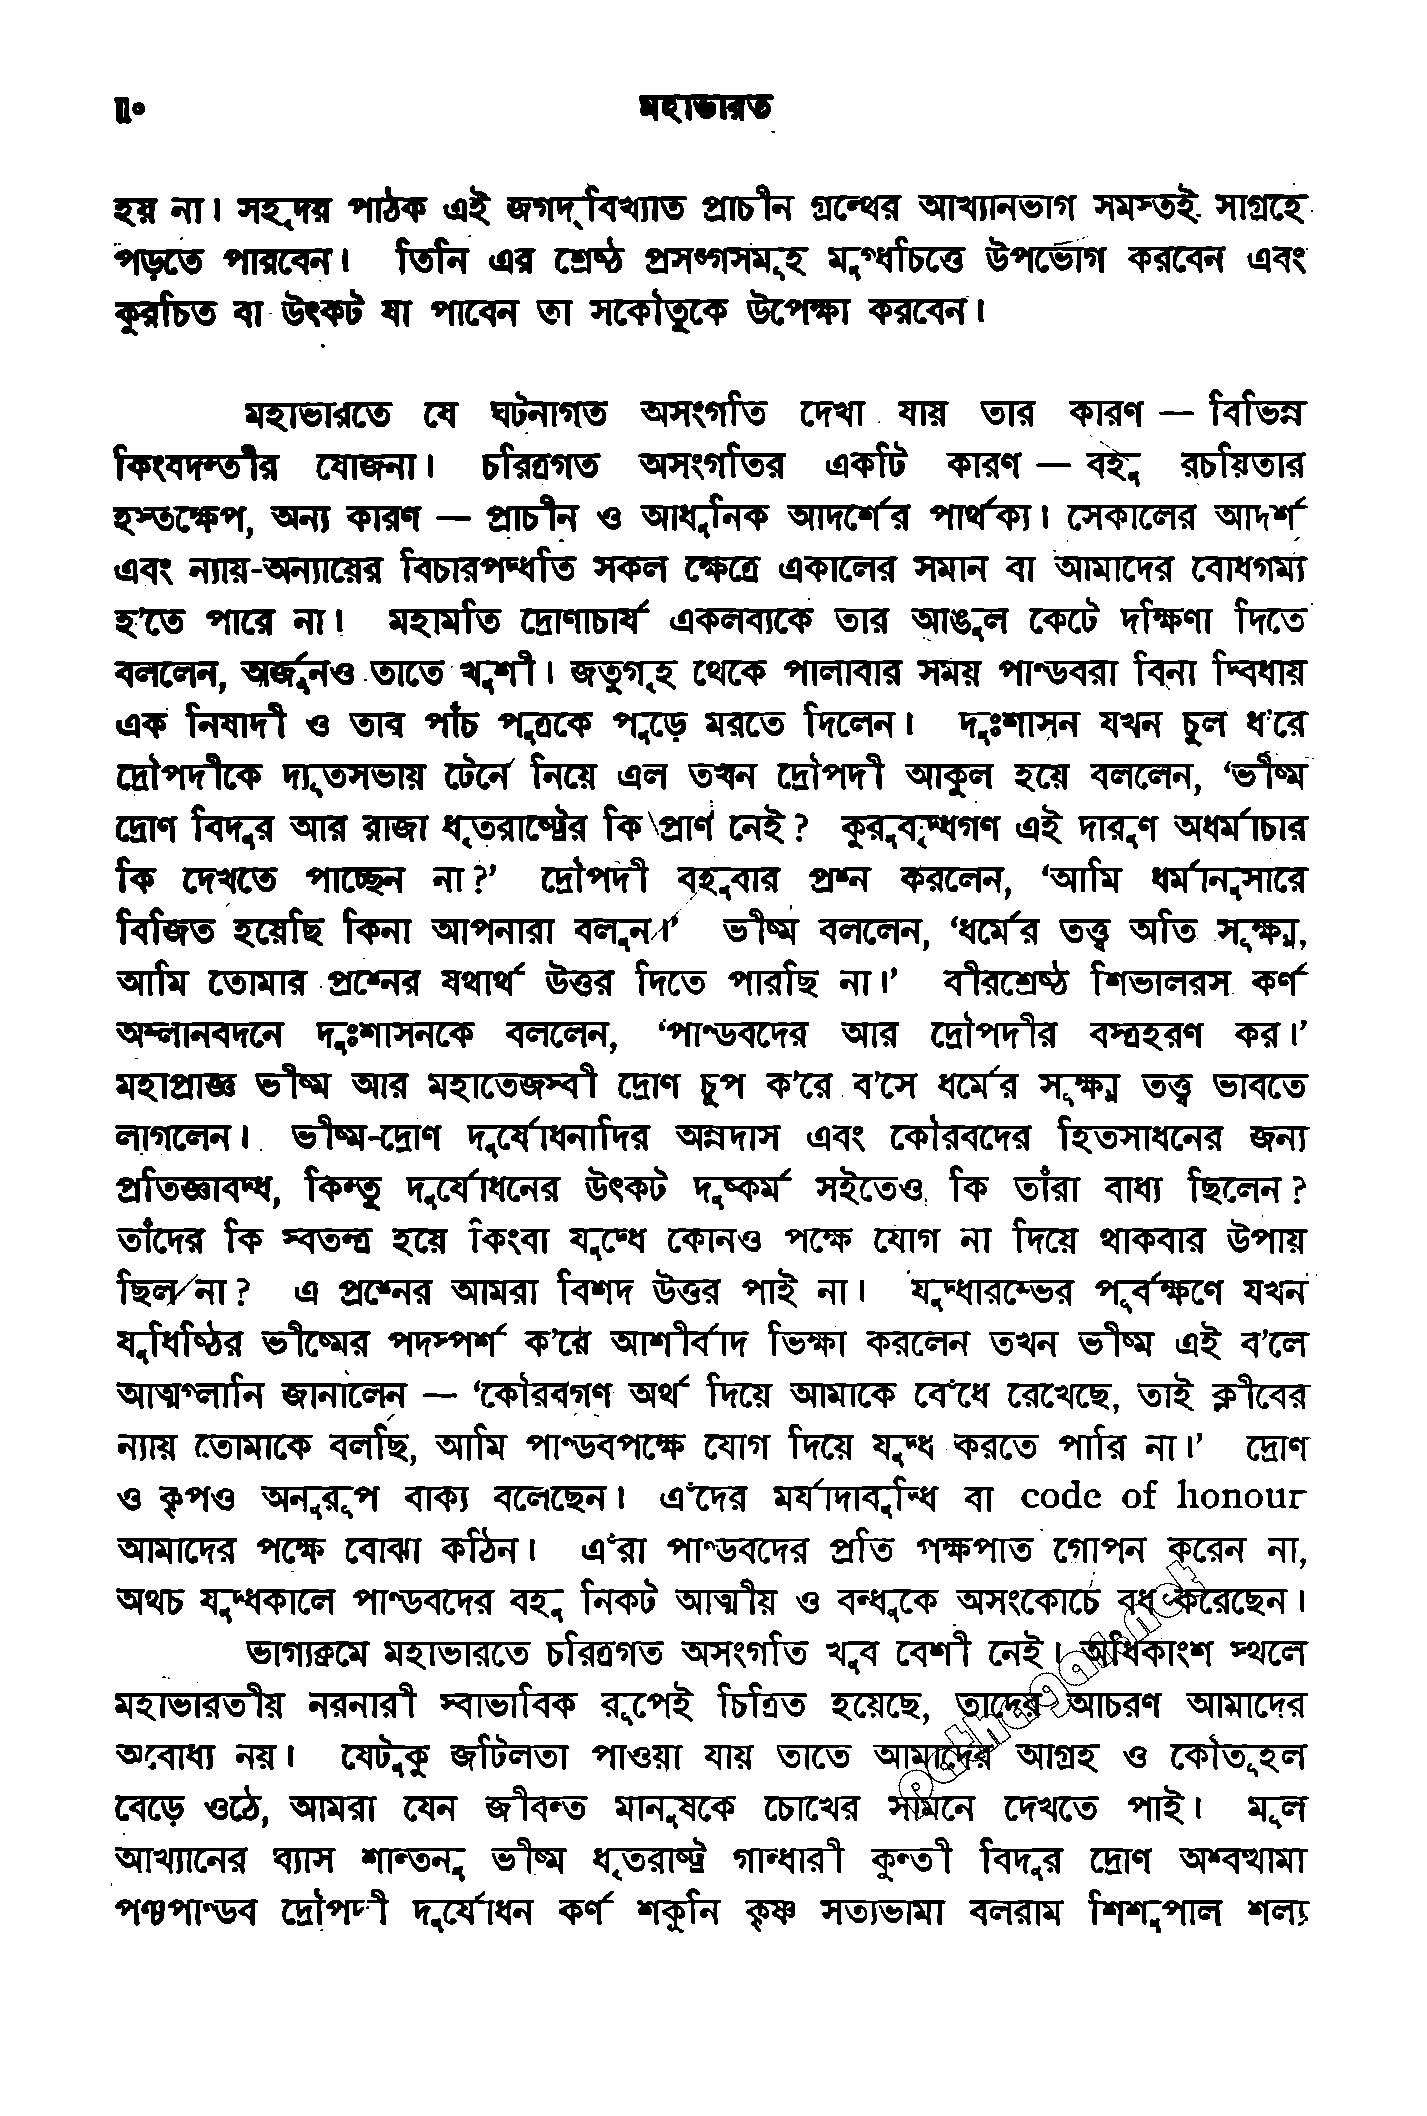 ॥০ মহাভারত
হয় না। সহৃদয় পাঠক এই জগদ্‌বিখ্যাত প্রাচীন গ্রন্থের আখ্যানভাগ সমস্তই সাগ্রহে
পড়তে পারবেন। তিনি এর শ্রেষ্ঠ প্রসঙ্গসমূহ মুগ্ধচিত্তে উপভোগ করবেন এবং
কুরচিত বা উৎকট যা পাবেন তা সকৌতুকে উপেক্ষা করবেন।
মহাভারতে যে ঘটনাগত অসংগতি দেখা যায় তার কারণ — বিভিন্ন
কিংবদন্তীর যোজনা। চরিত্রগত অসংগতির একটি কারণ — বহু রচয়িতার
হস্তক্ষেপ, অন্য কারণ — প্রাচীন ও আধুনিক আদর্শের পার্থক্য। সেকালের আদর্শ
এবং ন্যায়-অন্যায়ের বিচারপদ্ধতি সকল ক্ষেত্রে একালের সমান বা আমাদের বোধগম্য
হ'তে পারে না। মহামতি দ্রোণাচার্য একলব্যকে তার আঙুল কেটে দক্ষিণা দিতে
বললেন, অর্জুনও তাতে খুশী। জতুগৃহ থেকে পালাবার সময় পাণ্ডবরা বিনা দ্বিধায়
এক নিষাদী ও তার পাঁচ পুত্রকে পুড়ে মরতে দিলেন। দুঃশাসন যখন চুল ধ'রে
দ্রৌপদীকে দ্যূতসভায় টেনে নিয়ে এল তখন দ্রৌপদী আকুল হয়ে বললেন, ‘ভীষ্ম
দ্রোণ বিদুর আর রাজা ধৃতরাষ্ট্রের কি প্রাণ নেই? কুরুবৃদ্ধগণ এই দারুণ অধর্মাচার
কি দেখতে পাচ্ছেন না?’ দ্রৌপদী বহুবার প্রশ্ন করলেন, ‘আমি ধর্মানুসারে
বিজিত হয়েছি কিনা আপনারা বলুন।’ ভীষ্ম বললেন, ‘ধর্মের তত্ত্ব অতি সূক্ষ্ম,
আমি তোমার প্রশ্নের যথার্থ উত্তর দিতে পারছি না।’ বীরশ্রেষ্ঠ শিভালরস কর্ণ
অম্লানবদনে দুঃশাসনকে বললেন, ‘পাণ্ডবদের আর দ্রৌপদীর বস্ত্রহরণ কর।’
মহাপ্রাজ্ঞ ভীষ্ম আর মহাতেজস্বী দ্রোণ চুপ ক'রে ব'সে ধর্মের সূক্ষ্ম তত্ত্ব ভাবতে
লাগলেন। ভীষ্ম-দ্রোণ দুর্যোধনাদির অন্নদাস এবং কৌরবদের হিতসাধনের জন্য
প্রতিজ্ঞাবদ্ধ, কিন্তু দুর্যোধনের উৎকট দুষ্কর্ম সইতেও কি তাঁরা বাধ্য ছিলেন?
তাঁদের কি স্বতন্ত্র হয়ে কিংবা যুদ্ধে কোনও পক্ষে যোগ না দিয়ে থাকবার উপায়
ছিল না? এ প্রশ্নের আমরা বিশদ উত্তর পাই না। যুদ্ধারম্ভের পূর্বক্ষণে যখন
যুধিষ্ঠির ভীষ্মের পদস্পর্শ ক'রে আশীর্বাদ ভিক্ষা করলেন তখন ভীষ্ম এই ব'লে
আত্মগ্লানি জানালেন — ‘কৌরবগণ অর্থ দিয়ে আমাকে বেঁধে রেখেছে, তাই ক্লীবের
ন্যায় তোমাকে বলছি, আমি পাণ্ডবপক্ষে যোগ দিয়ে যুদ্ধ করতে পারি না।’ দ্রোণ
ও কৃপও অনুরূপ বাক্য বলেছেন। এঁদের মর্যাদাবুদ্ধি বা code of honour
আমাদের পক্ষে বোঝা কঠিন। এঁরা পাণ্ডবদের প্রতি পক্ষপাত গোপন করেন না,
অথচ যুদ্ধকালে পাণ্ডবদের বহু নিকট আত্মীয় ও বন্ধুকে অসংকোচে বধ করেছেন।
ভাগ্যক্রমে মহাভারতে চরিত্রগত অসংগতি খুব বেশী নেই। অধিকাংশ স্থলে
মহাভারতীয় নরনারী স্বাভাবিক রূপেই চিত্রিত হয়েছে, তাদের আচরণ আমাদের
অবোধ্য নয়। যেটুকু জটিলতা পাওয়া যায় তাতে আমাদের আগ্রহ ও কৌতূহল
বেড়ে ওঠে, আমরা যেন জীবন্ত মানুষকে চোখের সামনে দেখতে পাই। মূল
আখ্যানের ব্যাস শান্তনু ভীষ্ম ধৃতরাষ্ট্র গান্ধারী কুন্তী বিদুর দ্রোণ অশ্বত্থামা
পঞ্চপাণ্ডব দ্রৌপদী দুর্যোধন কর্ণ শকুনি কৃষ্ণ সত্যভামা বলরাম শিশুপাল শল্য
pathagar.net